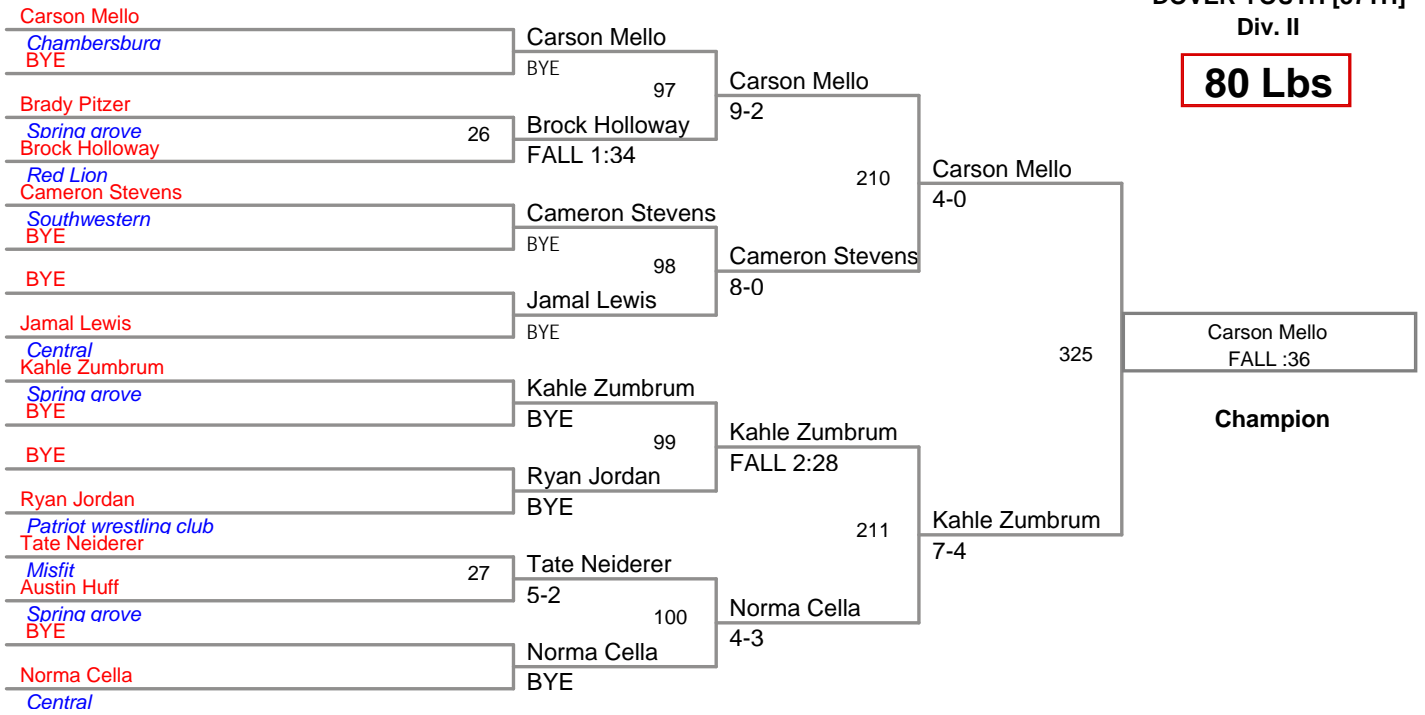 DOVER YOUTH [57TH]
Div. II
80 Lbs
Carson Mello
Chambersburg
BYE
Brady Pitzer
Spring grove
Brock Holloway
Red Lion
Cameron Stevens
Southwestern
BYE
BYE
Jamal Lewis
Central
Kahle Zumbrum
Spring grove
BYE
BYE
Ryan Jordan
Patriot wrestling club
Tate Neiderer
Misfit
Austin Huff
Spring grove
BYE
Norma Cella
Central
26
27
Carson Mello
BYE
Brock Holloway
FALL 1:34
Cameron Stevens
BYE
Jamal Lewis
BYE
Kahle Zumbrum
BYE
Ryan Jordan
BYE
Tate Neiderer
5-2
Norma Cella
BYE
97
98
99
100
Carson Mello
9-2
Cameron Stevens
8-0
Kahle Zumbrum
FALL 2:28
Norma Cella
4-3
210
211
Carson Mello
4-0
Kahle Zumbrum
7-4
325
Carson Mello
FALL :36
Champion